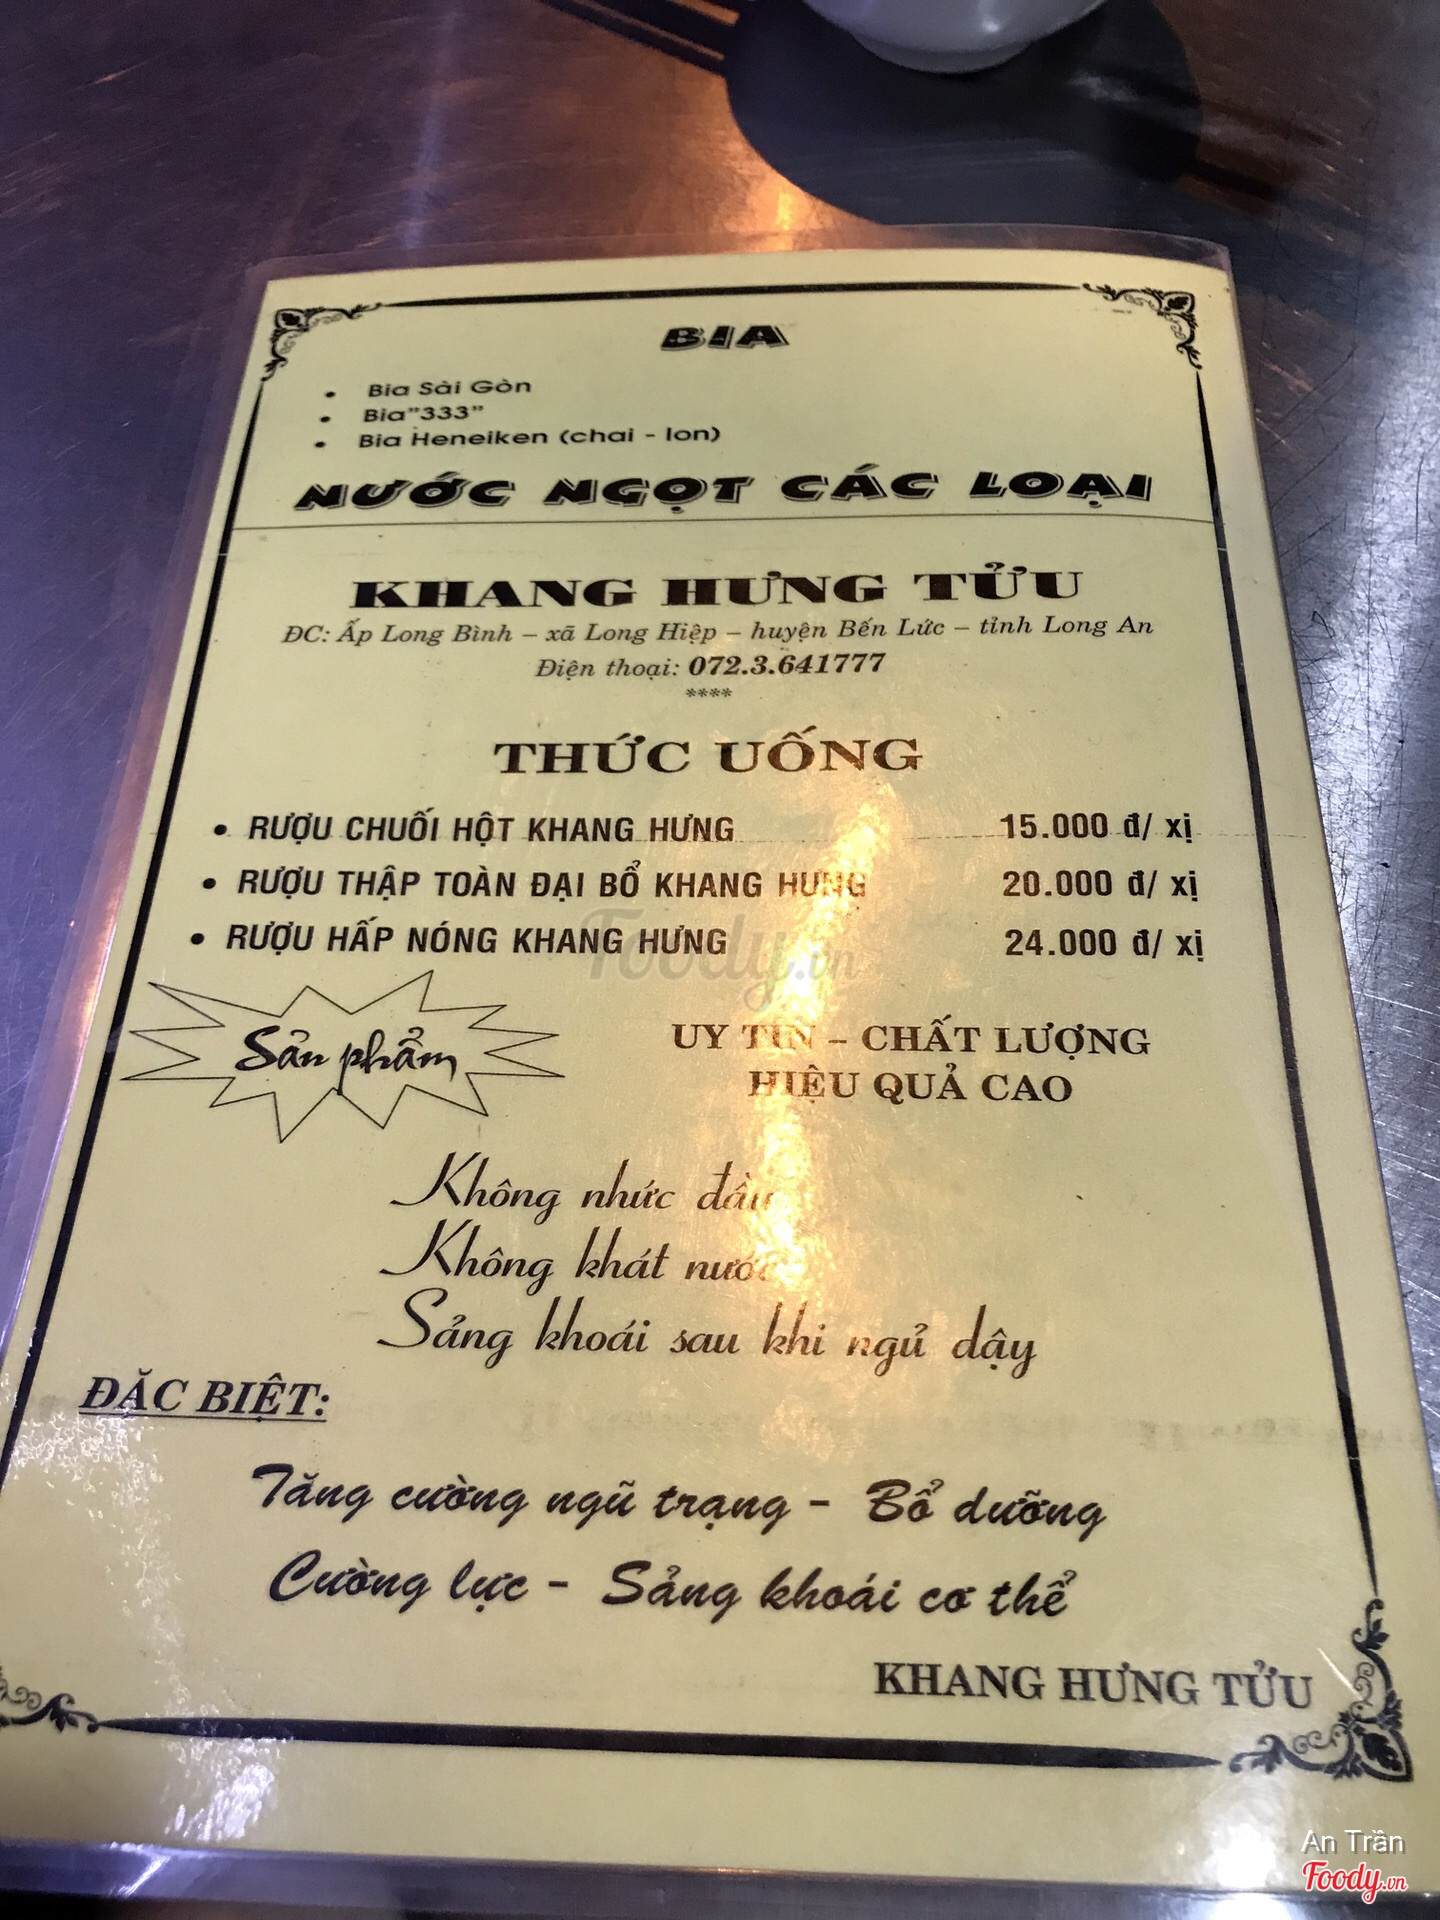 BIA
• Bia Sài Gòn
• Bia"333"
• Bia Heneiken (chai - lon)
NƯỚC NGỌT CÁC LOẠI
KHANG HƯNG TỬU
ĐC: Ấp Long Bình – xã Long Hiệp – huyện Bến Lức – tỉnh Long An
Điện thoại: 072.3.641777
****
THỨC UỐNG
• RƯỢU CHUỐI HỘT KHANG HƯNG 15.000 đ/ xị
• RƯỢU THẬP TOÀN ĐẠI BỔ KHANG HƯNG 20.000 đ/ xị
• RƯỢU HẤP NÓNG KHANG HƯNG 24.000 đ/ xị
Foody.vn
Sản phẩm
UY TIN – CHẤT LƯỢNG
HIỆU QUẢ CAO
Không nhức đầu
Không khát nước
Sảng khoái sau khi ngủ dậy
ĐẶC BIỆT:
Tăng cường ngũ trạng - Bổ dưỡng
Cường lực - Sảng khoái cơ thể
KHANG HƯNG TỬU
An Trần
Foody.vn